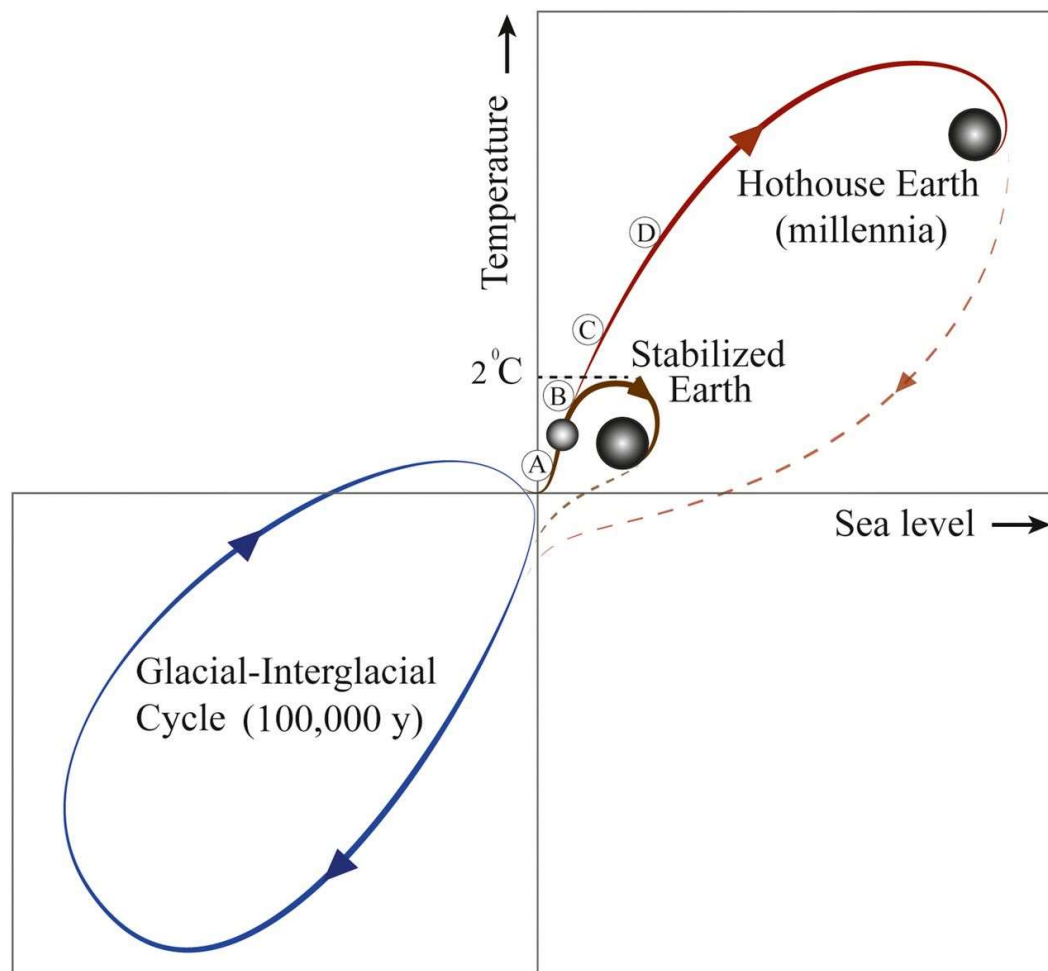 Temperature
Hothouse Earth
(millennia)
D
C
2 °C
Stabilized
Earth
B
A
Sea level
Glacial-Interglacial
Cycle (100,000 y)